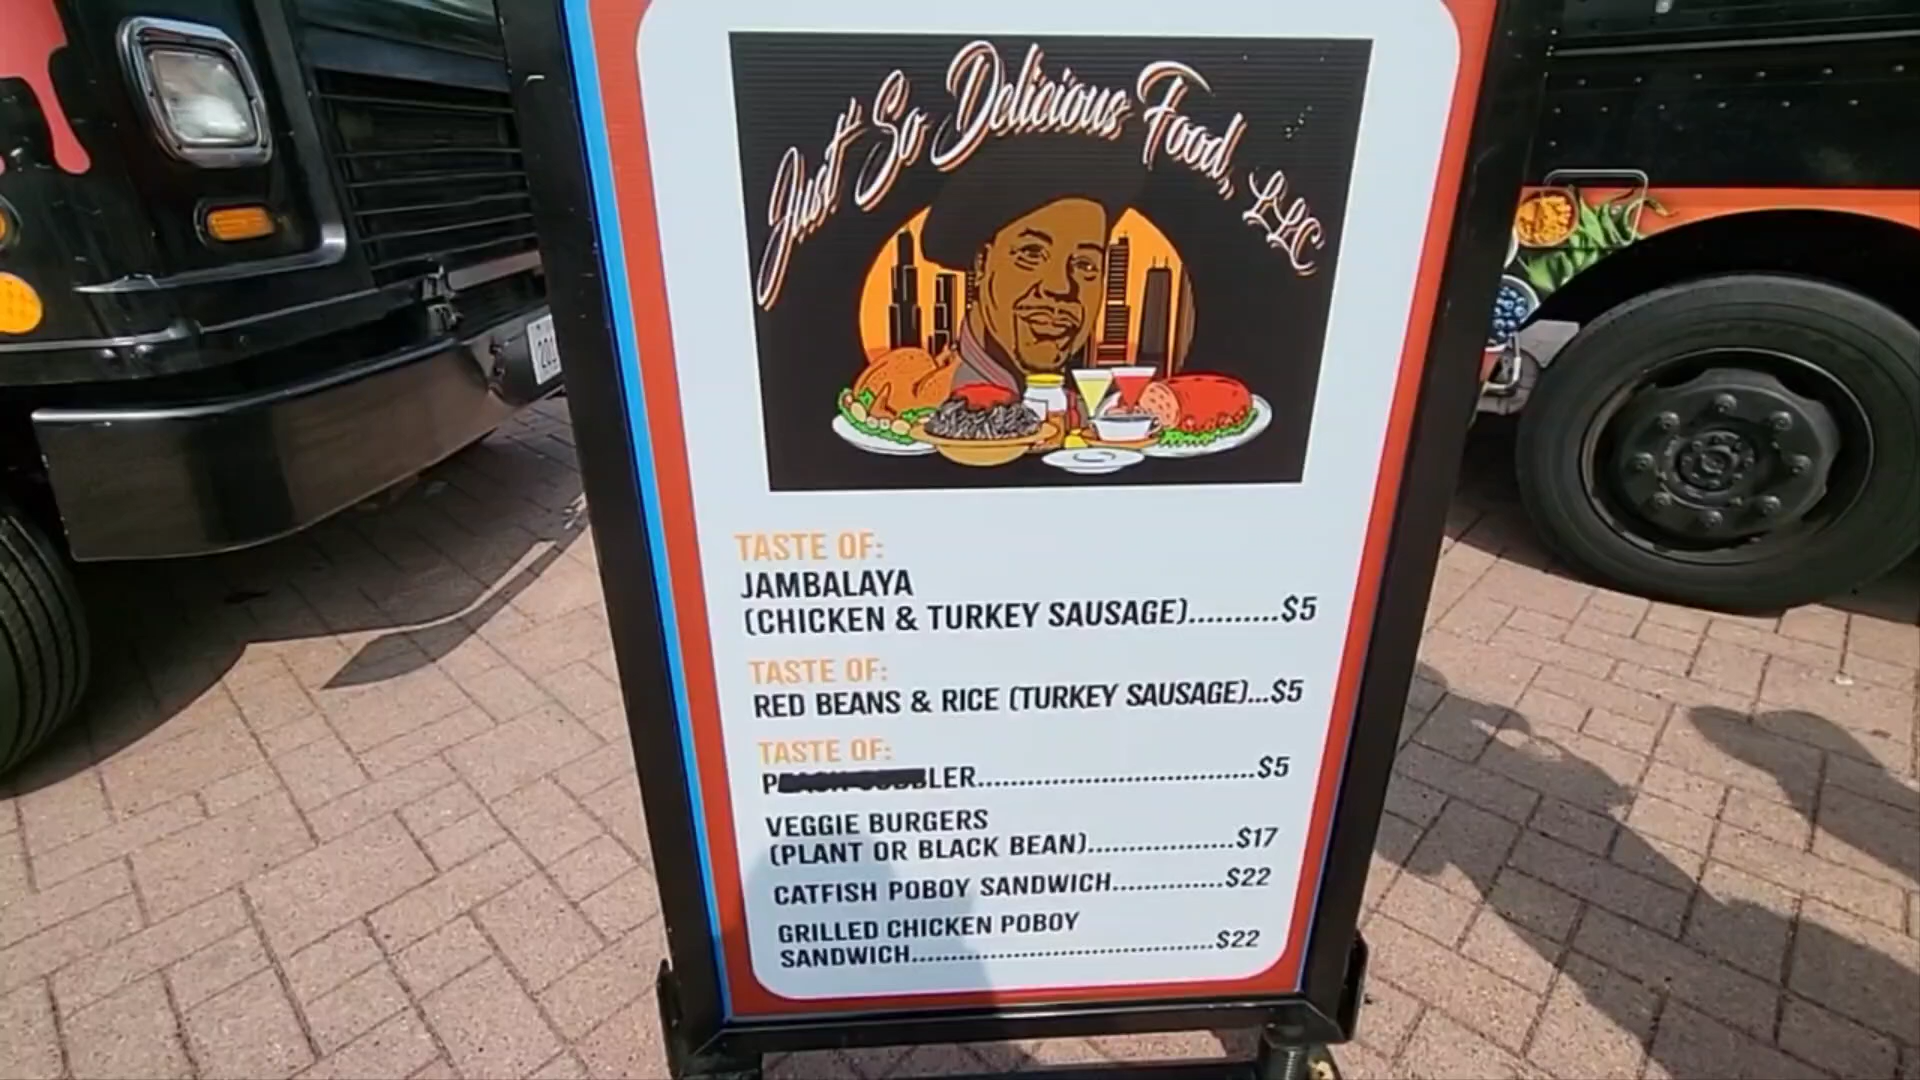 Just So Delicious Food, LLC
TASTE OF:
JAMBALAYA
(CHICKEN & TURKEY SAUSAGE)..........$5
TASTE OF:
RED BEANS & RICE (TURKEY SAUSAGE)...$5
TASTE OF:
PEACH COBBLER................................$5
VEGGIE BURGERS
(PLANT OR BLACK BEAN)................$17
CATFISH POBOY SANDWICH.............$22
GRILLED CHICKEN POBOY
SANDWICH.................................$22